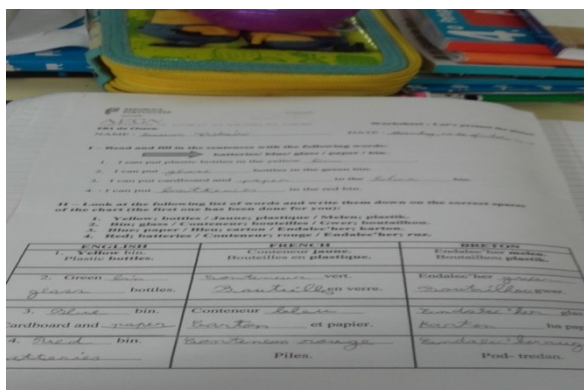 4º
REPÚBLICA
PORTUGUESA
AEGN
EB1 de
Worksheet - Let's protect the planet
NAME:
DATE:
I - Read and fill in the sentences with the following words:
batteries/ blue/ glass / paper / bin.
1. I can put plastic bottles in the yellow bin.
2. I can put glass bottles in the green bin.
3. I can put cardboard and paper in the blue bin.
4. I can put batteries in the red bin.
II - Look at the following list of words and write them down on the correct spaces
of the chart (the first one has been done for you):
1. Yellow; bottles / Jaune; plastique / Melen; plastik.
2. Bin; glass / Conteneur; bouteilles / Gwer; boutailhou.
3. Blue; paper / Bleu; carton / Endalc'her; karton.
4. Red; batteries / Conteneur; rouge / Endalc'her; ruz.
ENGLISH FRENCH BRETON
1. Yellow bin. Conteneur jaune. Endalc'her melen.
Plastic bottles. Bouteilles en plastique. Boutailhou plastik.
2. Green bin Conteneur vert. Endalc'her
glass bottles. Bouteille en verre. gwer.
3. Blue bin. Conteneur bleu Endalc'her glas
Cardboard and paper Carton et papier. Karton ha pap
4. Red bin. Conteneur rouge Endalc'her
batteries Piles. Pod-tredan.